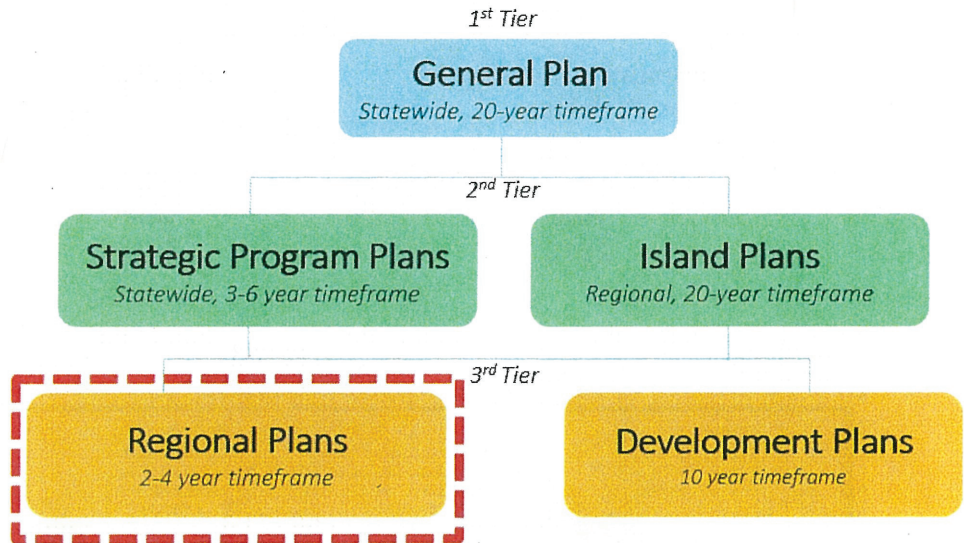 1st Tier
General Plan
Statewide, 20-year timeframe
2nd Tier
Strategic Program Plans
Statewide, 3-6 year timeframe
Island Plans
Regional, 20-year timeframe
3rd Tier
Regional Plans
2-4 year timeframe
Development Plans
10 year timeframe